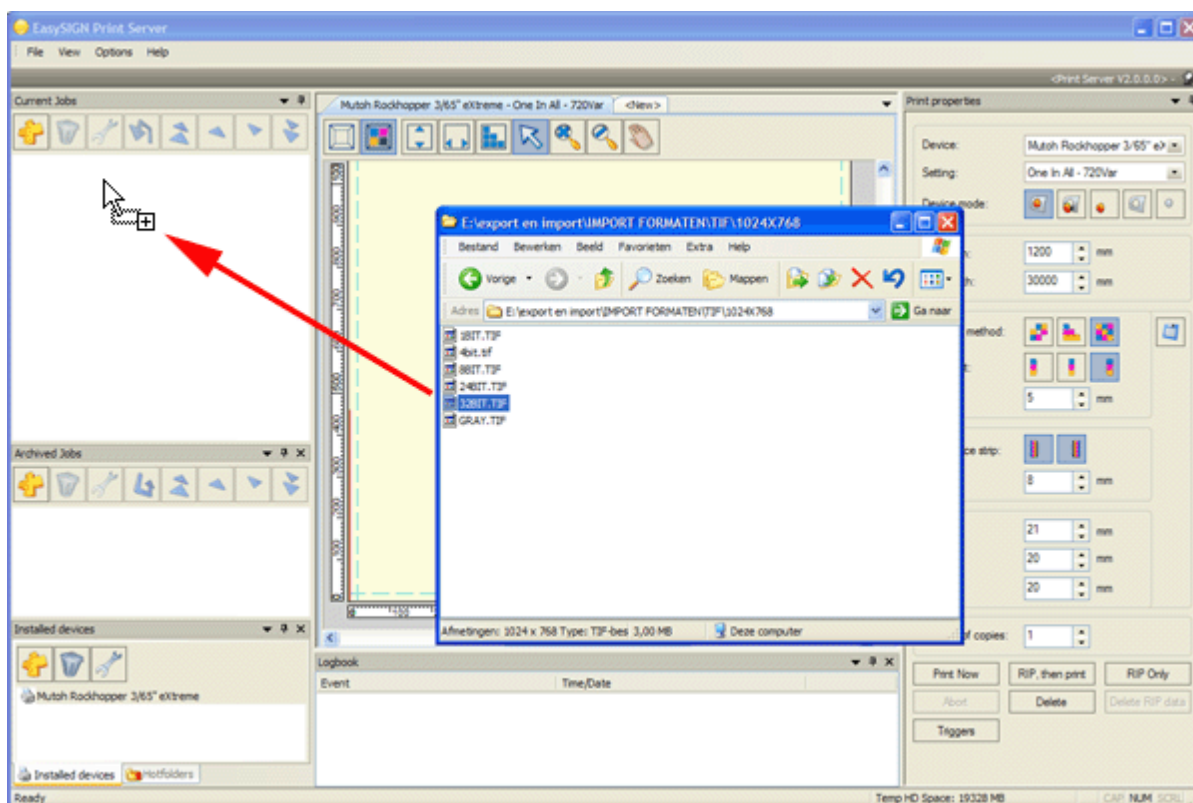 EasySIGN Print Server
File View Options Help
<Print Server V2.0.0.0> -
Current Jobs
Mutoh Rockhopper 3/65" eXtreme - One In All - 720Var
<New>
Print properties
Device:
Mutoh Rockhopper 3/65" eX
Setting:
One In All - 720Var
Device mode:
E:\export en import\IMPORT FORMATEN\TIF\1024X768
Bestand Bewerken Beeld Favorieten Extra Help
1200 mm
Vorige Zoeken Mappen
30000 mm
Adres E:\export en import\IMPORT FORMATEN\TIF\1024X768 Ga naar
1BIT.TIF
method:
4bit.tif
8BIT.TIF
24BIT.TIF
32BIT.TIF
5 mm
GRAY.TIF
Archived Jobs
ce strip:
8 mm
21 mm
20 mm
20 mm
Installed devices
Afmetingen: 1024 x 768 Type: TIF-bes 3,00 MB Deze computer
of copies: 1
Logbook
Event Time/Date
Print Now RIP, then print RIP Only
Mutoh Rockhopper 3/65" eXtreme
Abort Delete Delete RIP data
Triggers
Installed devices Hotfolders
Ready Temp HD Space: 19328 MB CAP NUM SCRL